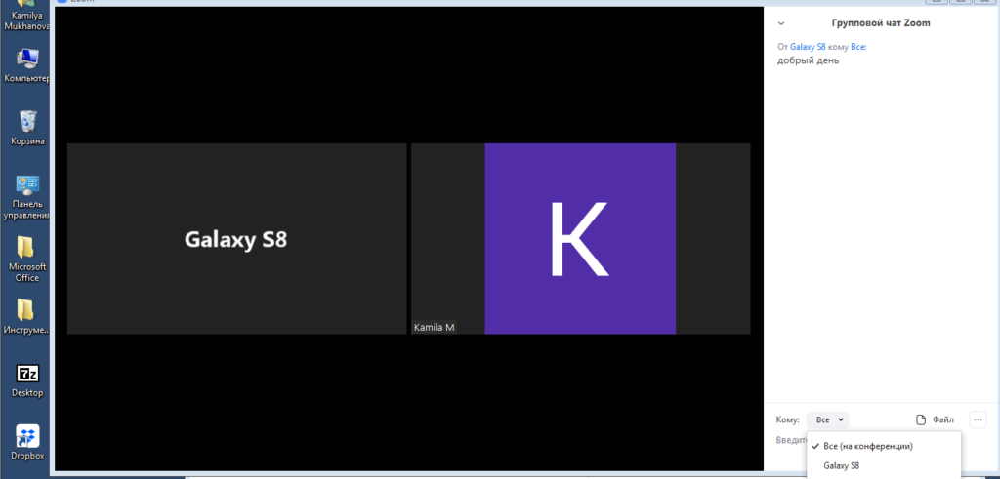 Kamilya
Mukhanova
Компьютер
Корзина
Панель
управления
Microsoft
Office
Инструме...
7z
Desktop
Dropbox
Zoom
Galaxy S8
K
Kamila M
Групповой чат Zoom
От Galaxy S8 кому Все:
добрый день
Кому: Все Файл ...
Все (на конференции)
Galaxy S8